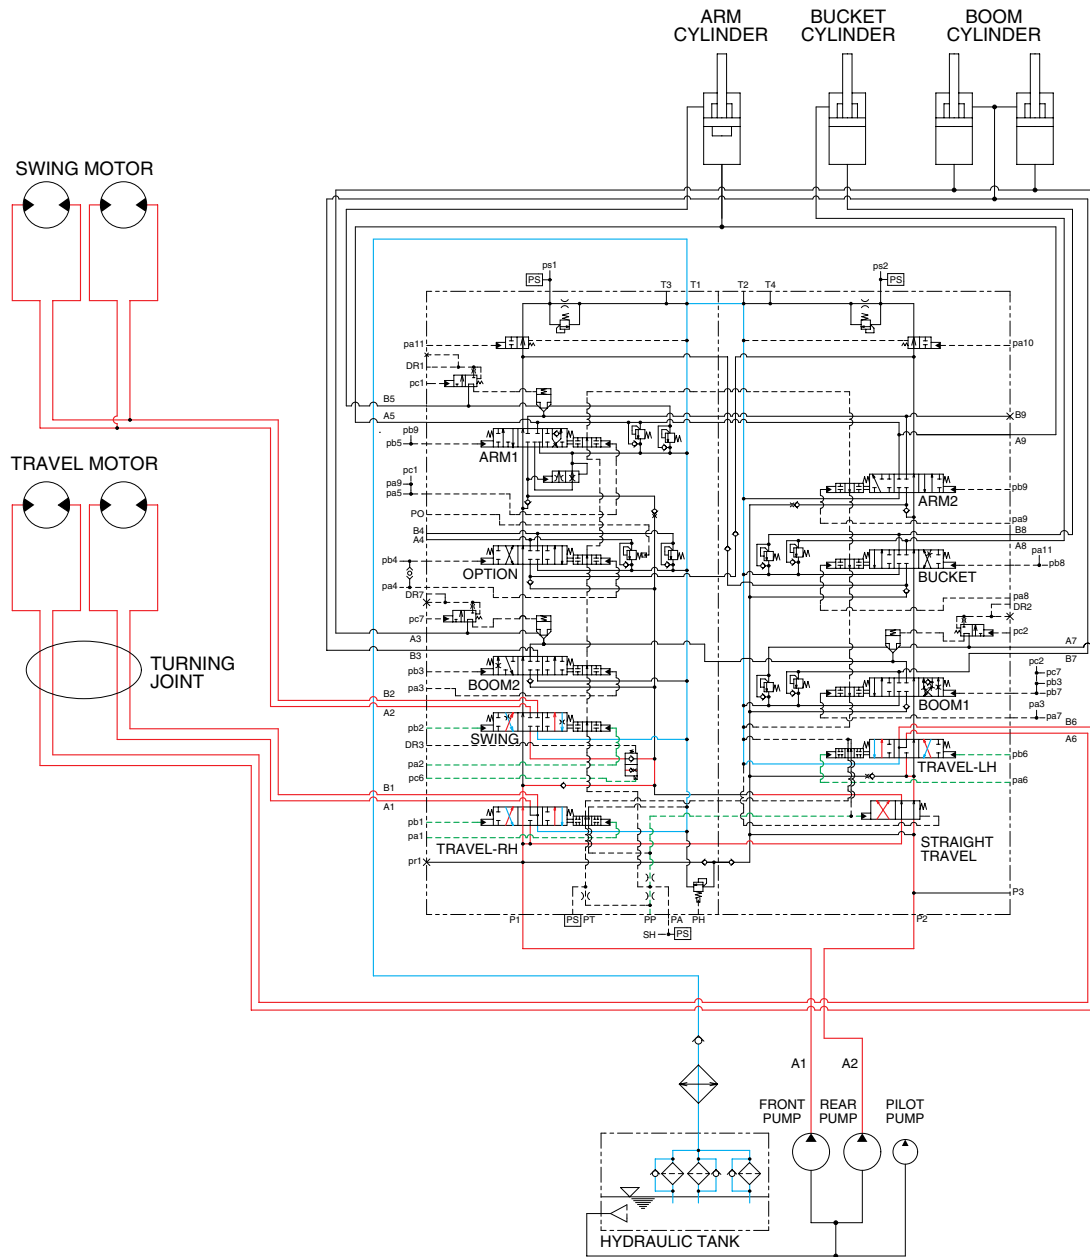 ARM
CYLINDER
BUCKET
CYLINDER
BOOM
CYLINDER
SWING MOTOR
ps1
PS
T3
T1
T2
T4
ps2
PS
pa11
pa10
DR1
pc1
B5
A5
pb9
pb5
ARM1
B9
A9
TRAVEL MOTOR
pc1
pa9
pa5
ARM2
pb9
PO
pa9
B4
A4
B8
pb4
OPTION
A8
pa11
BUCKET
pb8
pa4
DR7
pa8
DR2
pc7
pc2
A3
A7
B3
B7
pb3
BOOM2
pa3
pc2
pc7
pb3
pb7
BOOM1
pa3
pa7
TURNING
JOINT
B2
A2
B6
pb2
SWING
A6
DR3
pb6
TRAVEL-LH
pa2
pc6
pa6
B1
A1
pb1
pa1
TRAVEL-RH
STRAIGHT
TRAVEL
pr1
P3
P1
PS
PT
PP
PA
PH
P2
SH
PS
A1
A2
FRONT
PUMP
REAR
PUMP
PILOT
PUMP
HYDRAULIC TANK